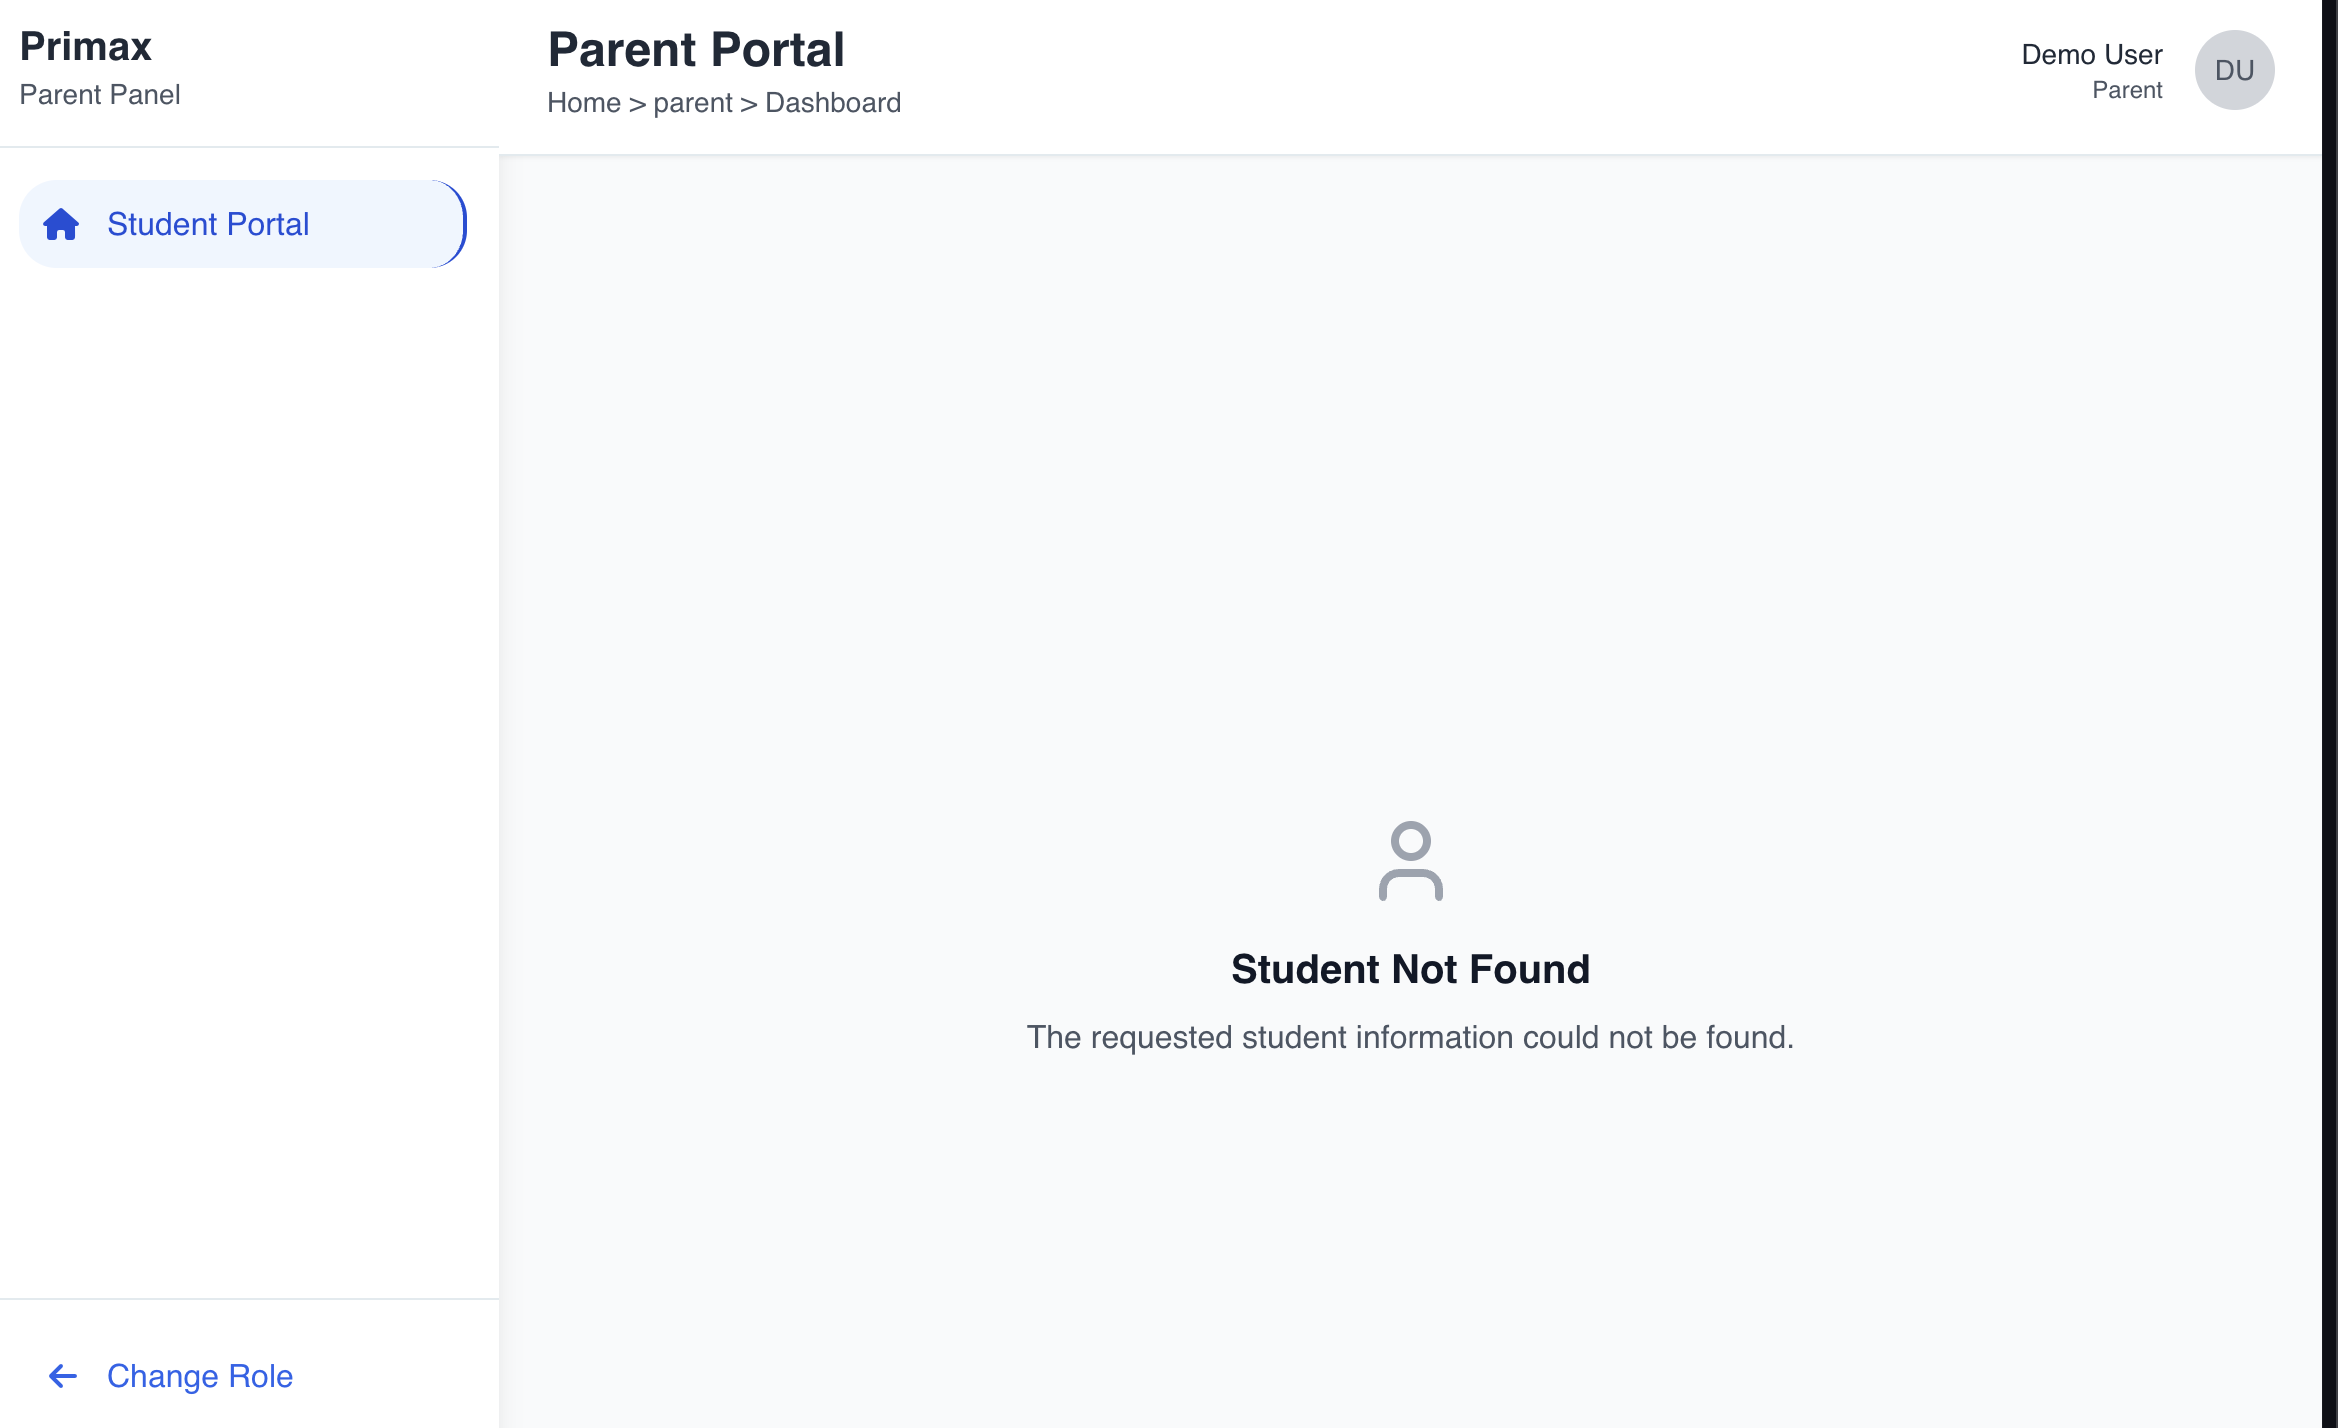 Primax
Parent Panel
Student Portal
Change Role
Parent Portal
Home > parent > Dashboard
Demo User
Parent
DU
Student Not Found
The requested student information could not be found.